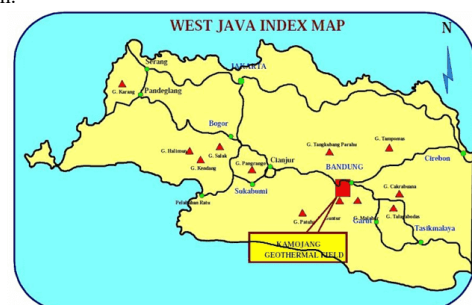 WEST JAVA INDEX MAP
N
Serang
JAKARTA
G. Karang
Pandeglang
Bogor
G. Tangkuban Parahu
G. Tampomas
G. Halimun
G. Salak
G. Kendang
G. Pangrango
Cianjur
BANDUNG
Cirebon
Sukabumi
Pelabuhan Ratu
G. Cakrabuana
G. Patuha
Guntur
Garut
G. Talagabodas
Tasikmalaya
KAMOJANG
GEOTHERMAL FIELD